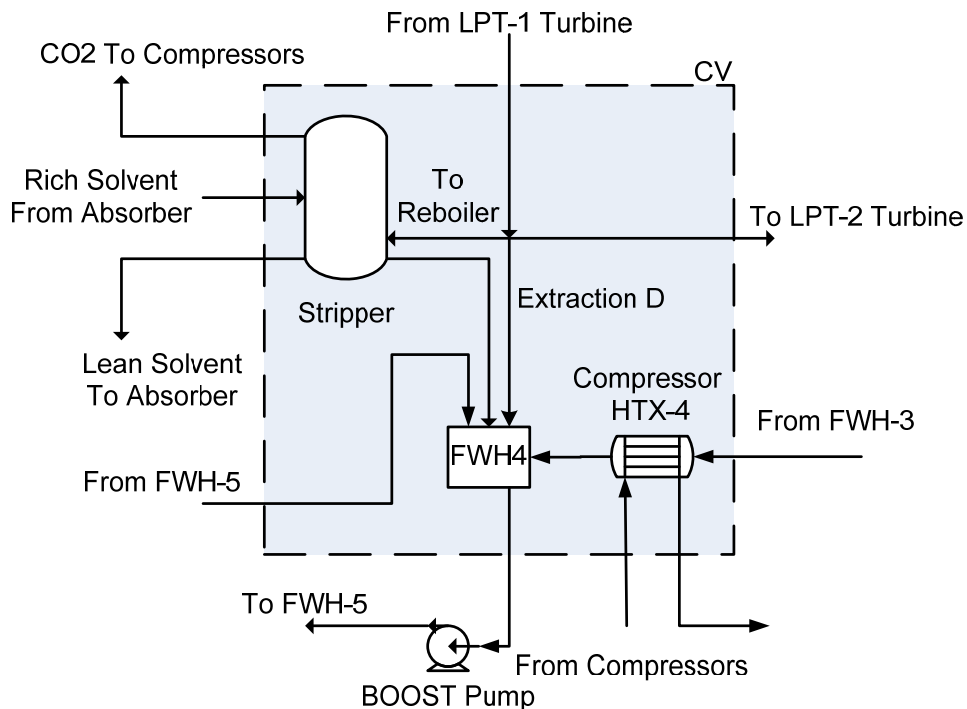 From LPT-1 Turbine
CO2 To Compressors
CV
Rich Solvent
From Absorber
To
Reboiler
To LPT-2 Turbine
Stripper
Extraction D
Lean Solvent
To Absorber
Compressor
HTX-4
From FWH-3
FWH4
From FWH-5
To FWH-5
From Compressors
BOOST Pump